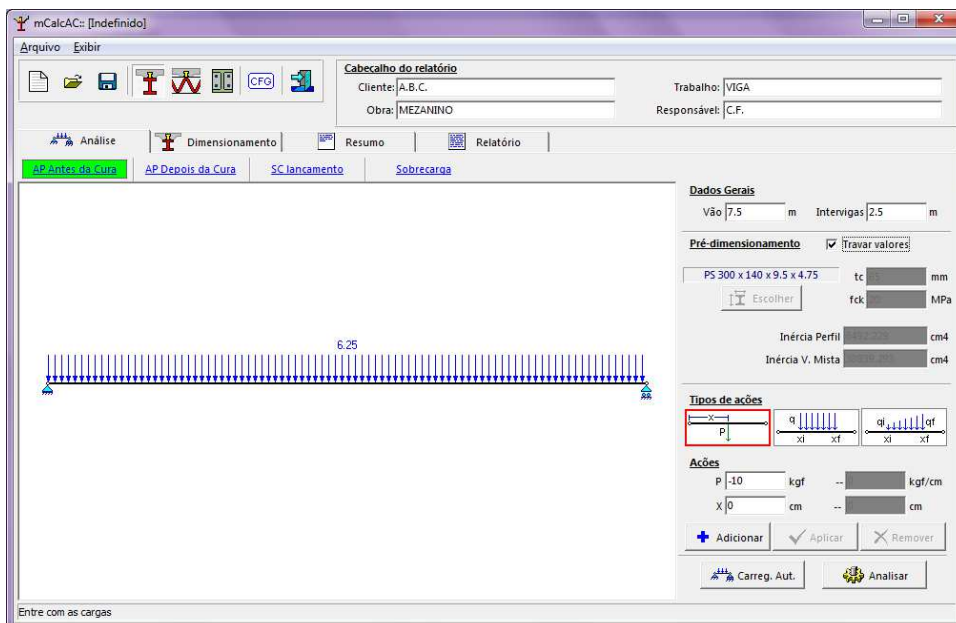 mCalcAC:: [Indefinido]
Arquivo Exibir
CFG
Cabeçalho do relatório
Cliente: A.B.C.
Trabalho: VIGA
Obra: MEZANINO
Responsável: C.F.
Análise Dimensionamento Resumo Relatório
AP Antes da Cura AP Depois da Cura SC lancamento Sobrecarga
6.25
Dados Gerais
Vão 7.5 m Intervigas 2.5 m
Pré-dimensionamento Travar valores
PS 300 x 140 x 9.5 x 4.75 tc 65 mm
Escolher fck 20 MPa
Inércia Perfil cm4
Inércia V. Mista cm4
Tipos de ações
x P q xi xf qi qf xi xf
Ações
P -10 kgf -- kgf/cm
X 0 cm -- cm
Adicionar Aplicar Remover
Carreg. Aut. Analisar
Entre com as cargas